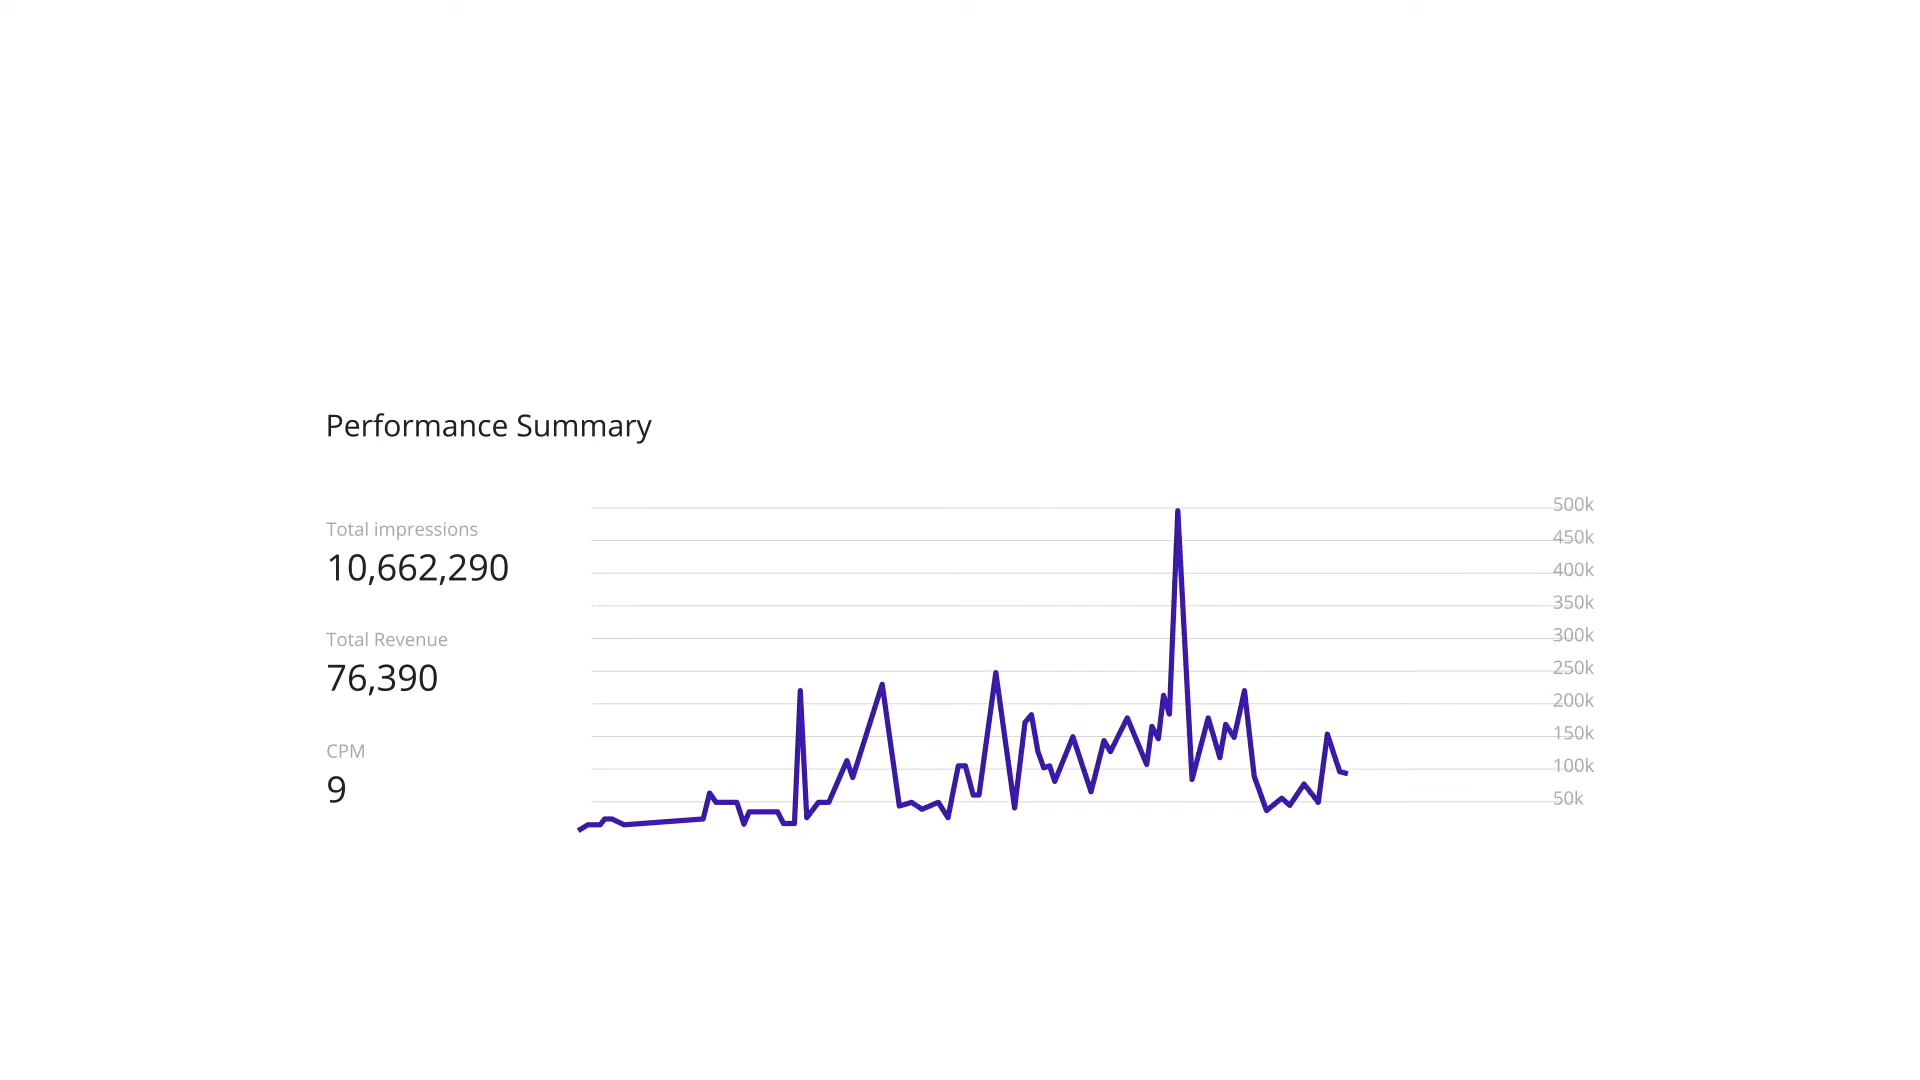 Performance Summary
Total impressions
10,662,290
Total Revenue
76,390
CPM
9
500k
450k
400k
350k
300k
250k
200k
150k
100k
50k